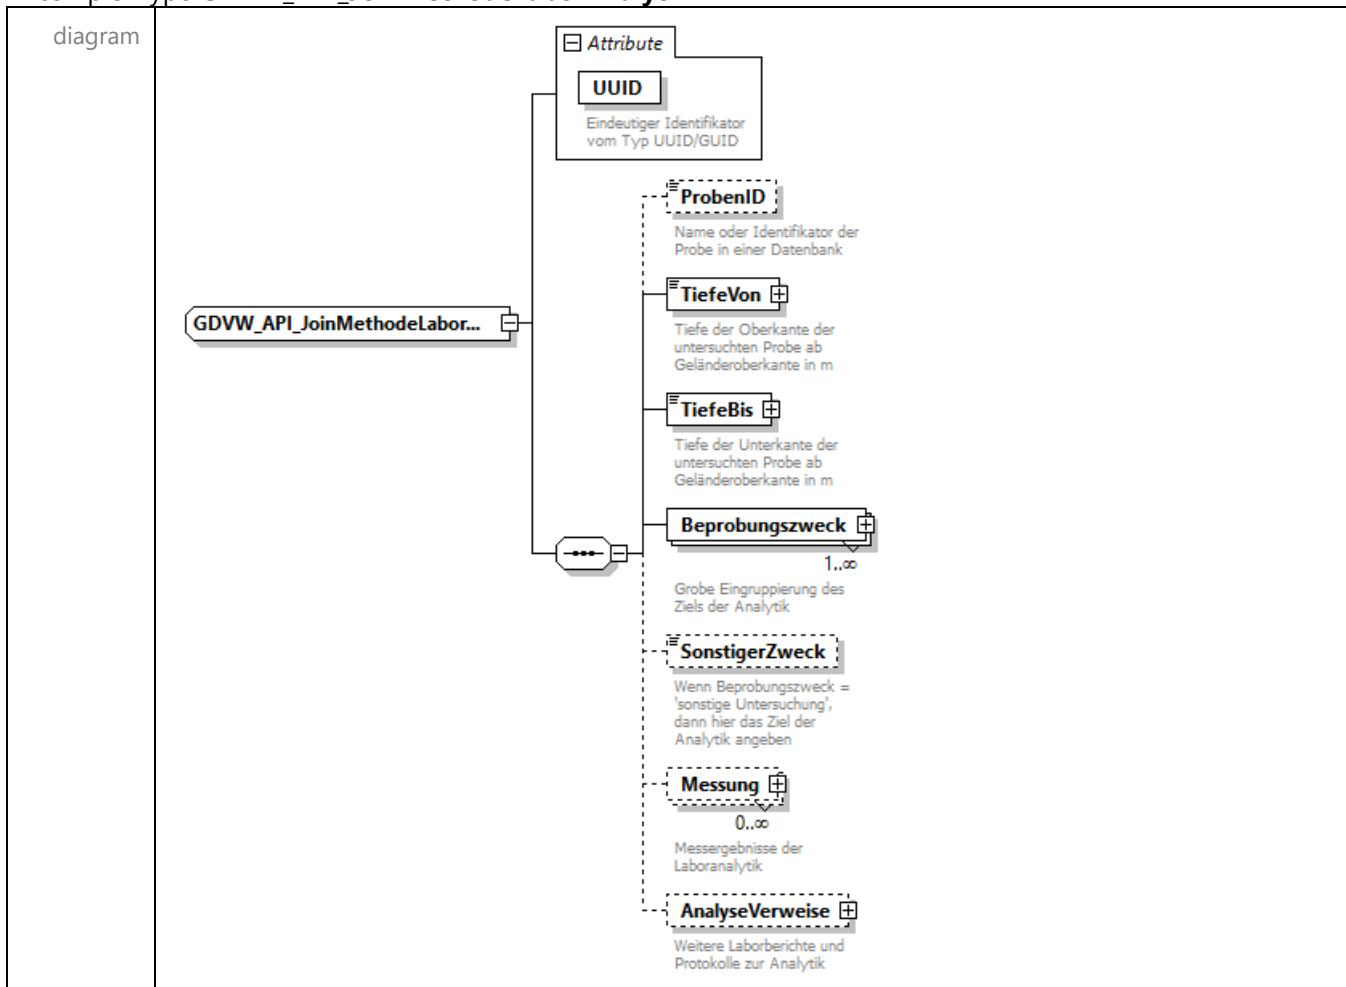 diagram
Attribute
UUID
Eindeutiger Identifikator
vom Typ UUID/GUID
ProbenID
Name oder Identifikator der
Probe in einer Datenbank
TiefeVon
Tiefe der Oberkante der
untersuchten Probe ab
Geländeroberkante in m
GDVW_API_JoinMethodeLabor...
TiefeBis
Tiefe der Unterkante der
untersuchten Probe ab
Geländeroberkante in m
Beprobungszweck
1..∞
Grobe Eingruppierung des
Ziels der Analytik
SonstigerZweck
Wenn Beprobungszweck =
'sonstige Untersuchung',
dann hier das Ziel der
Analytik angeben
Messung
0..∞
Messergebnisse der
Laboranalytik
AnalyseVerweise
Weitere Laborberichte und
Protokolle zur Analytik